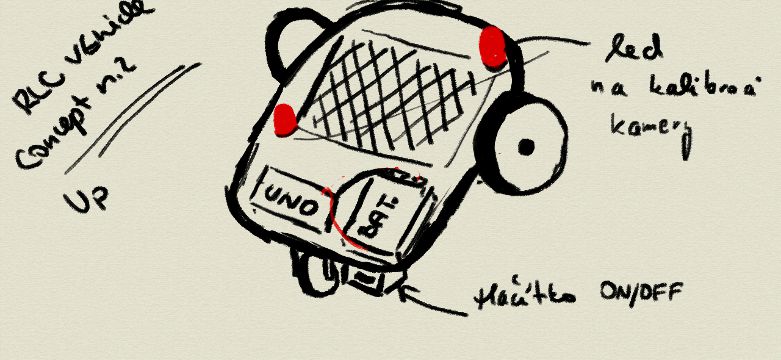 RLC vehicle
Concept n.2
UP
led
na kalibraci
kamery
UNO
BAT.
tlačítko ON/OFF